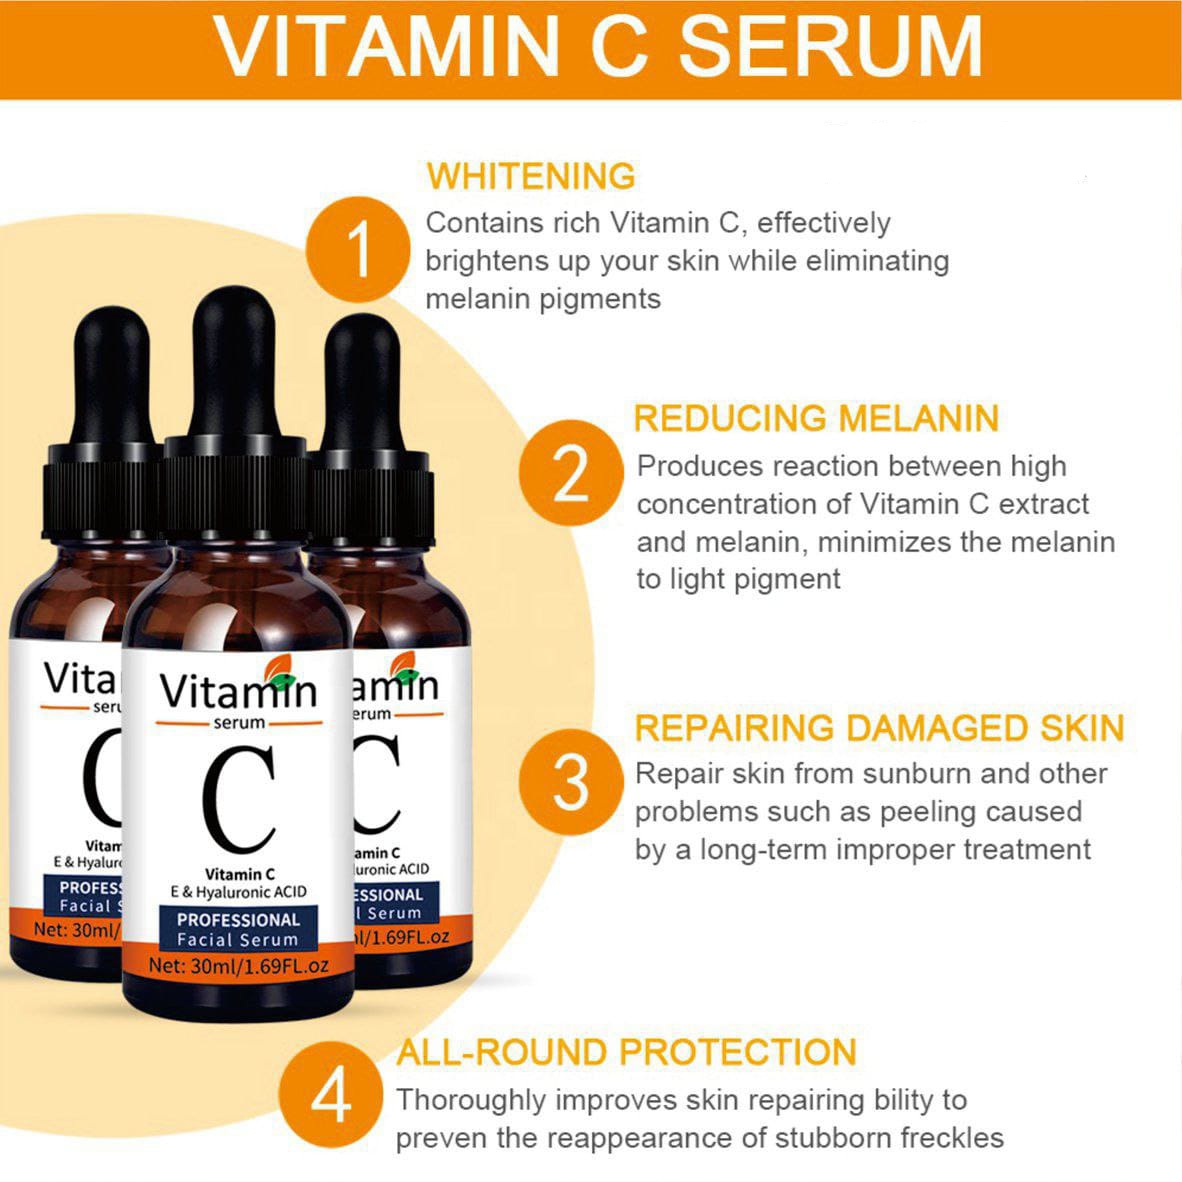 VITAMIN C SERUM
1
WHITENING
Contains rich Vitamin C, effectively
brightens up your skin while eliminating
melanin pigments
2
REDUCING MELANIN
Produces reaction between high
concentration of Vitamin C extract
and melanin, minimizes the melanin
to light pigment
3
REPAIRING DAMAGED SKIN
Repair skin from sunburn and other
problems such as peeling caused
by a long-term improper treatment
4
ALL-ROUND PROTECTION
Thoroughly improves skin repairing bility to
preven the reappearance of stubborn freckles
Vita
seru
C
Vitam
E & Hyaluro
PROFESS
Facial S
Net: 30ml/
Vitamin
serum
C
Vitamin C
E & Hyaluronic ACID
PROFESSIONAL
Facial Serum
Net: 30ml/1.69FL.oz
amin
erum
C
amin C
uronic ACID
ESSIONAL
l Serum
ml/1.69FL.oz